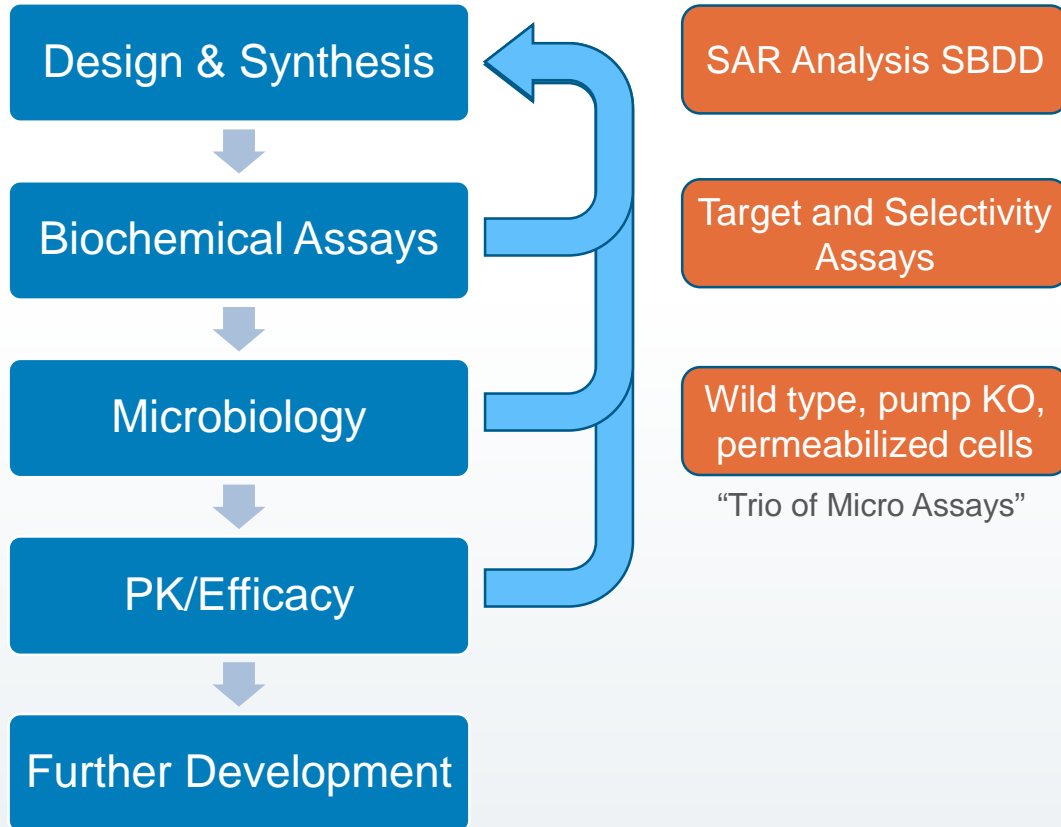 Design & Synthesis
SAR Analysis SBDD
Biochemical Assays
Target and Selectivity
Assays
Microbiology
Wild type, pump KO,
permeabilized cells
“Trio of Micro Assays”
PK/Efficacy
Further Development